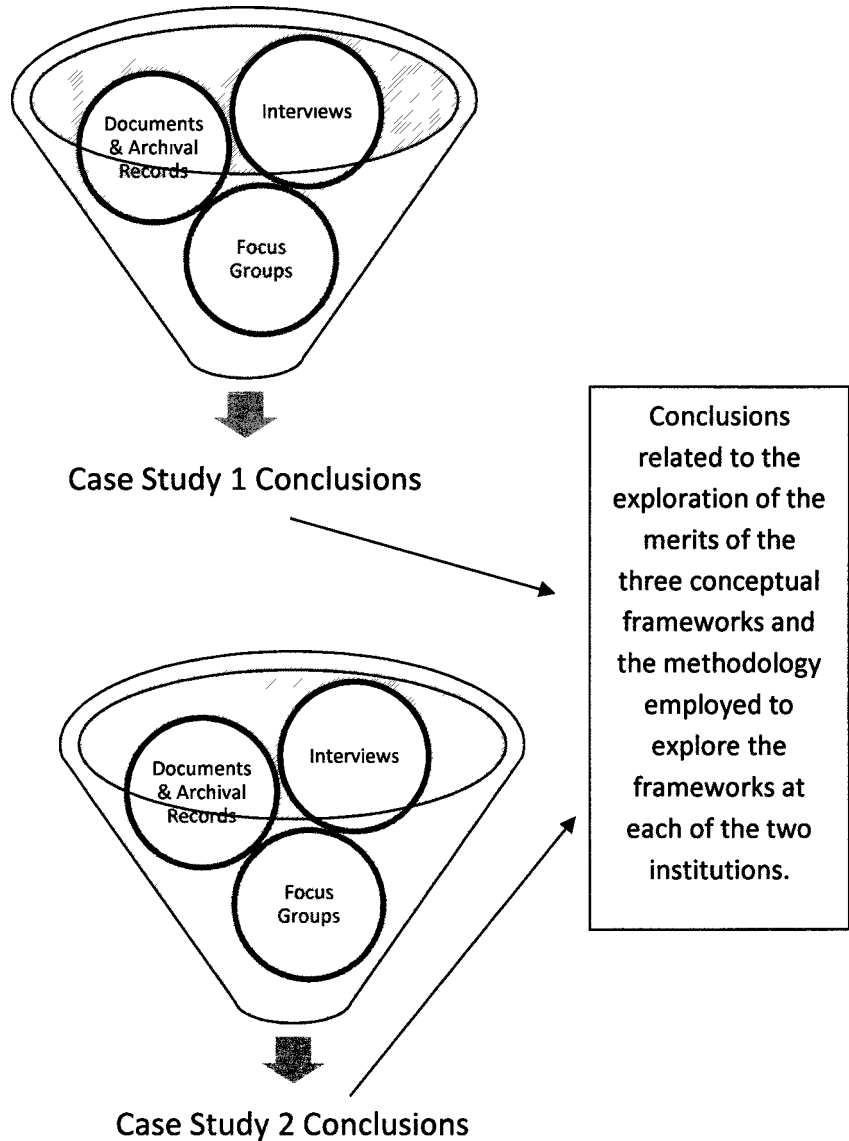 Documents
& Archival
Records
Interviews
Focus
Groups
Case Study 1 Conclusions
Documents
& Archival
Records
Interviews
Focus
Groups
Case Study 2 Conclusions
Conclusions
related to the
exploration of the
merits of the
three conceptual
frameworks and
the methodology
employed to
explore the
frameworks at
each of the two
institutions.